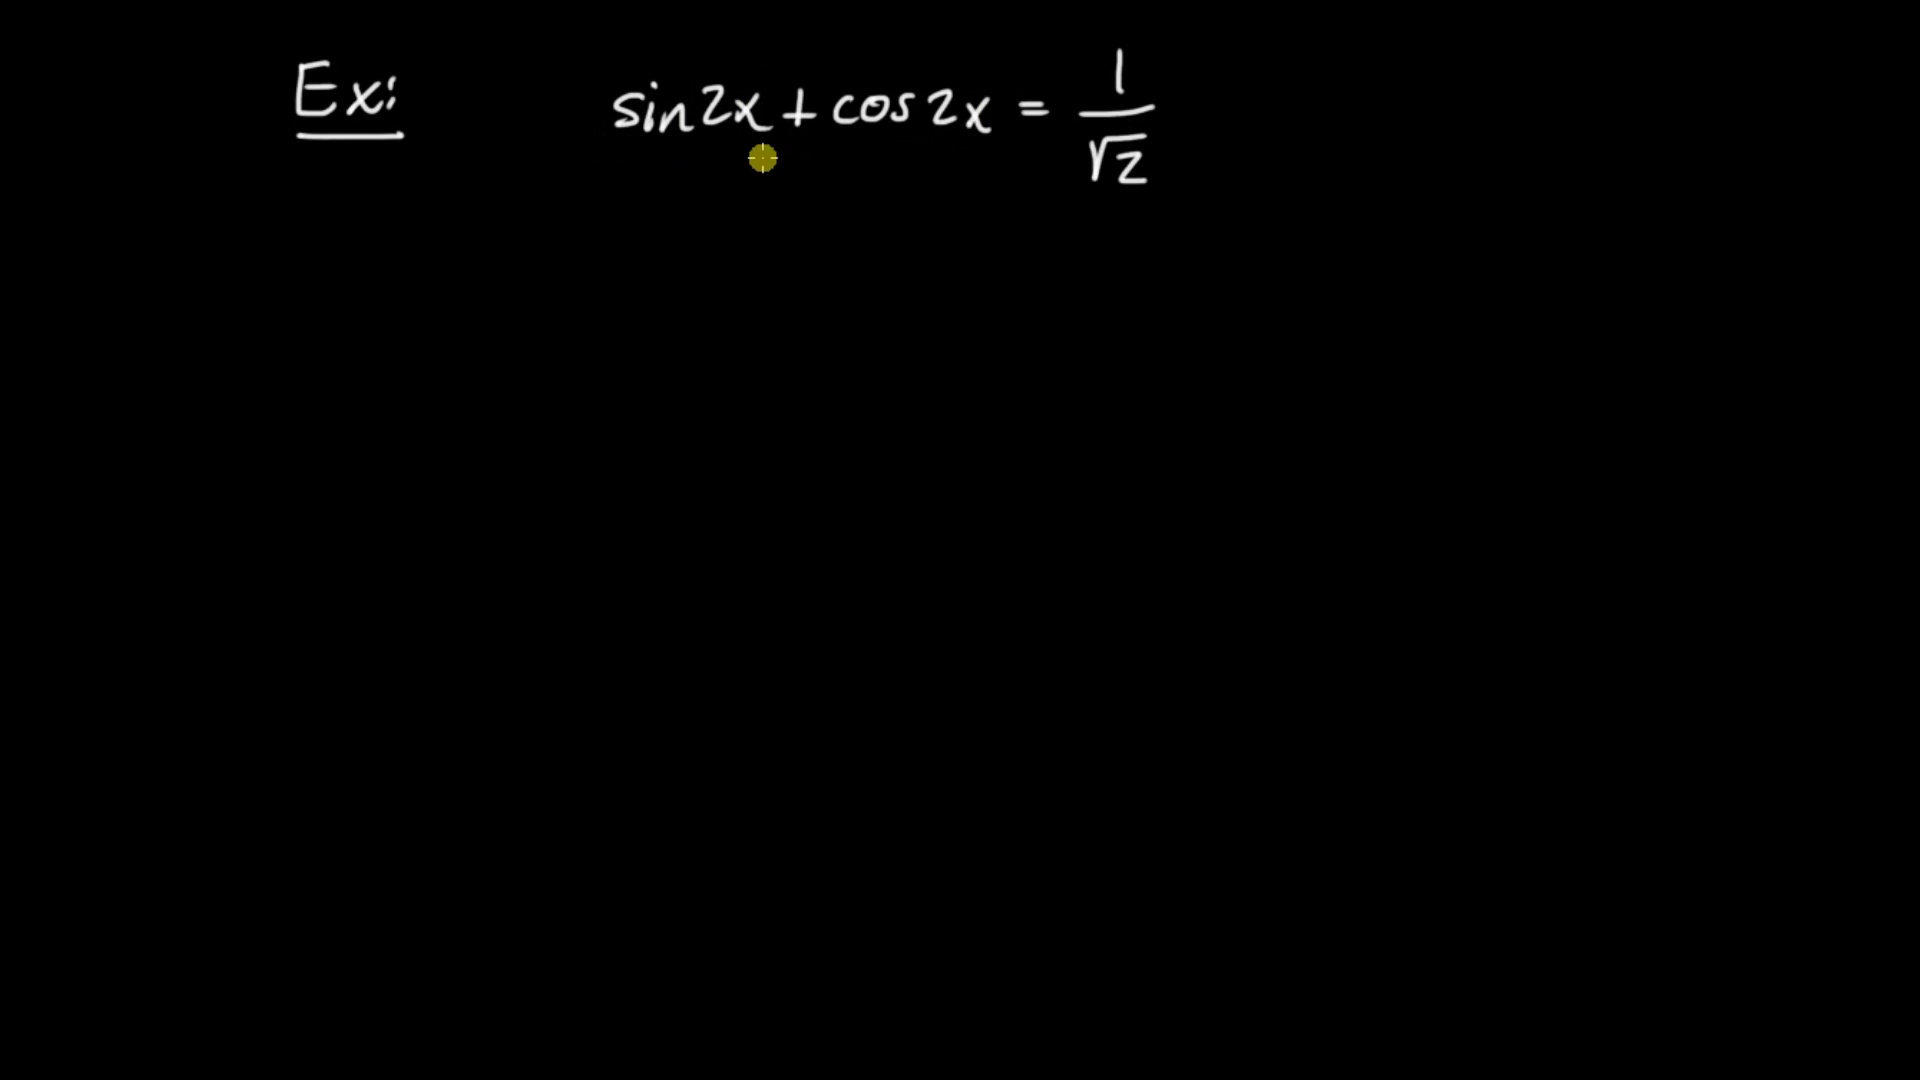 Ex: sin2x + cos2x = 1/√2